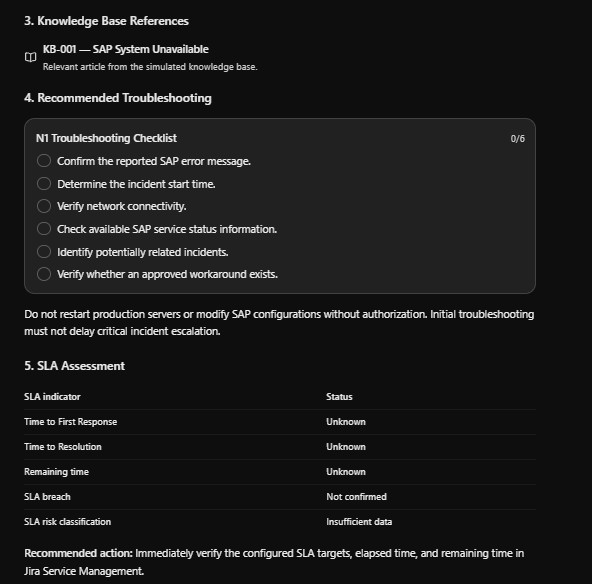 3. Knowledge Base References
KB-001 — SAP System Unavailable
Relevant article from the simulated knowledge base.
4. Recommended Troubleshooting
N1 Troubleshooting Checklist 0/6
Confirm the reported SAP error message.
Determine the incident start time.
Verify network connectivity.
Check available SAP service status information.
Identify potentially related incidents.
Verify whether an approved workaround exists.
Do not restart production servers or modify SAP configurations without authorization. Initial troubleshooting
must not delay critical incident escalation.
5. SLA Assessment
SLA indicator Status
Time to First Response Unknown
Time to Resolution Unknown
Remaining time Unknown
SLA breach Not confirmed
SLA risk classification Insufficient data
Recommended action: Immediately verify the configured SLA targets, elapsed time, and remaining time in
Jira Service Management.